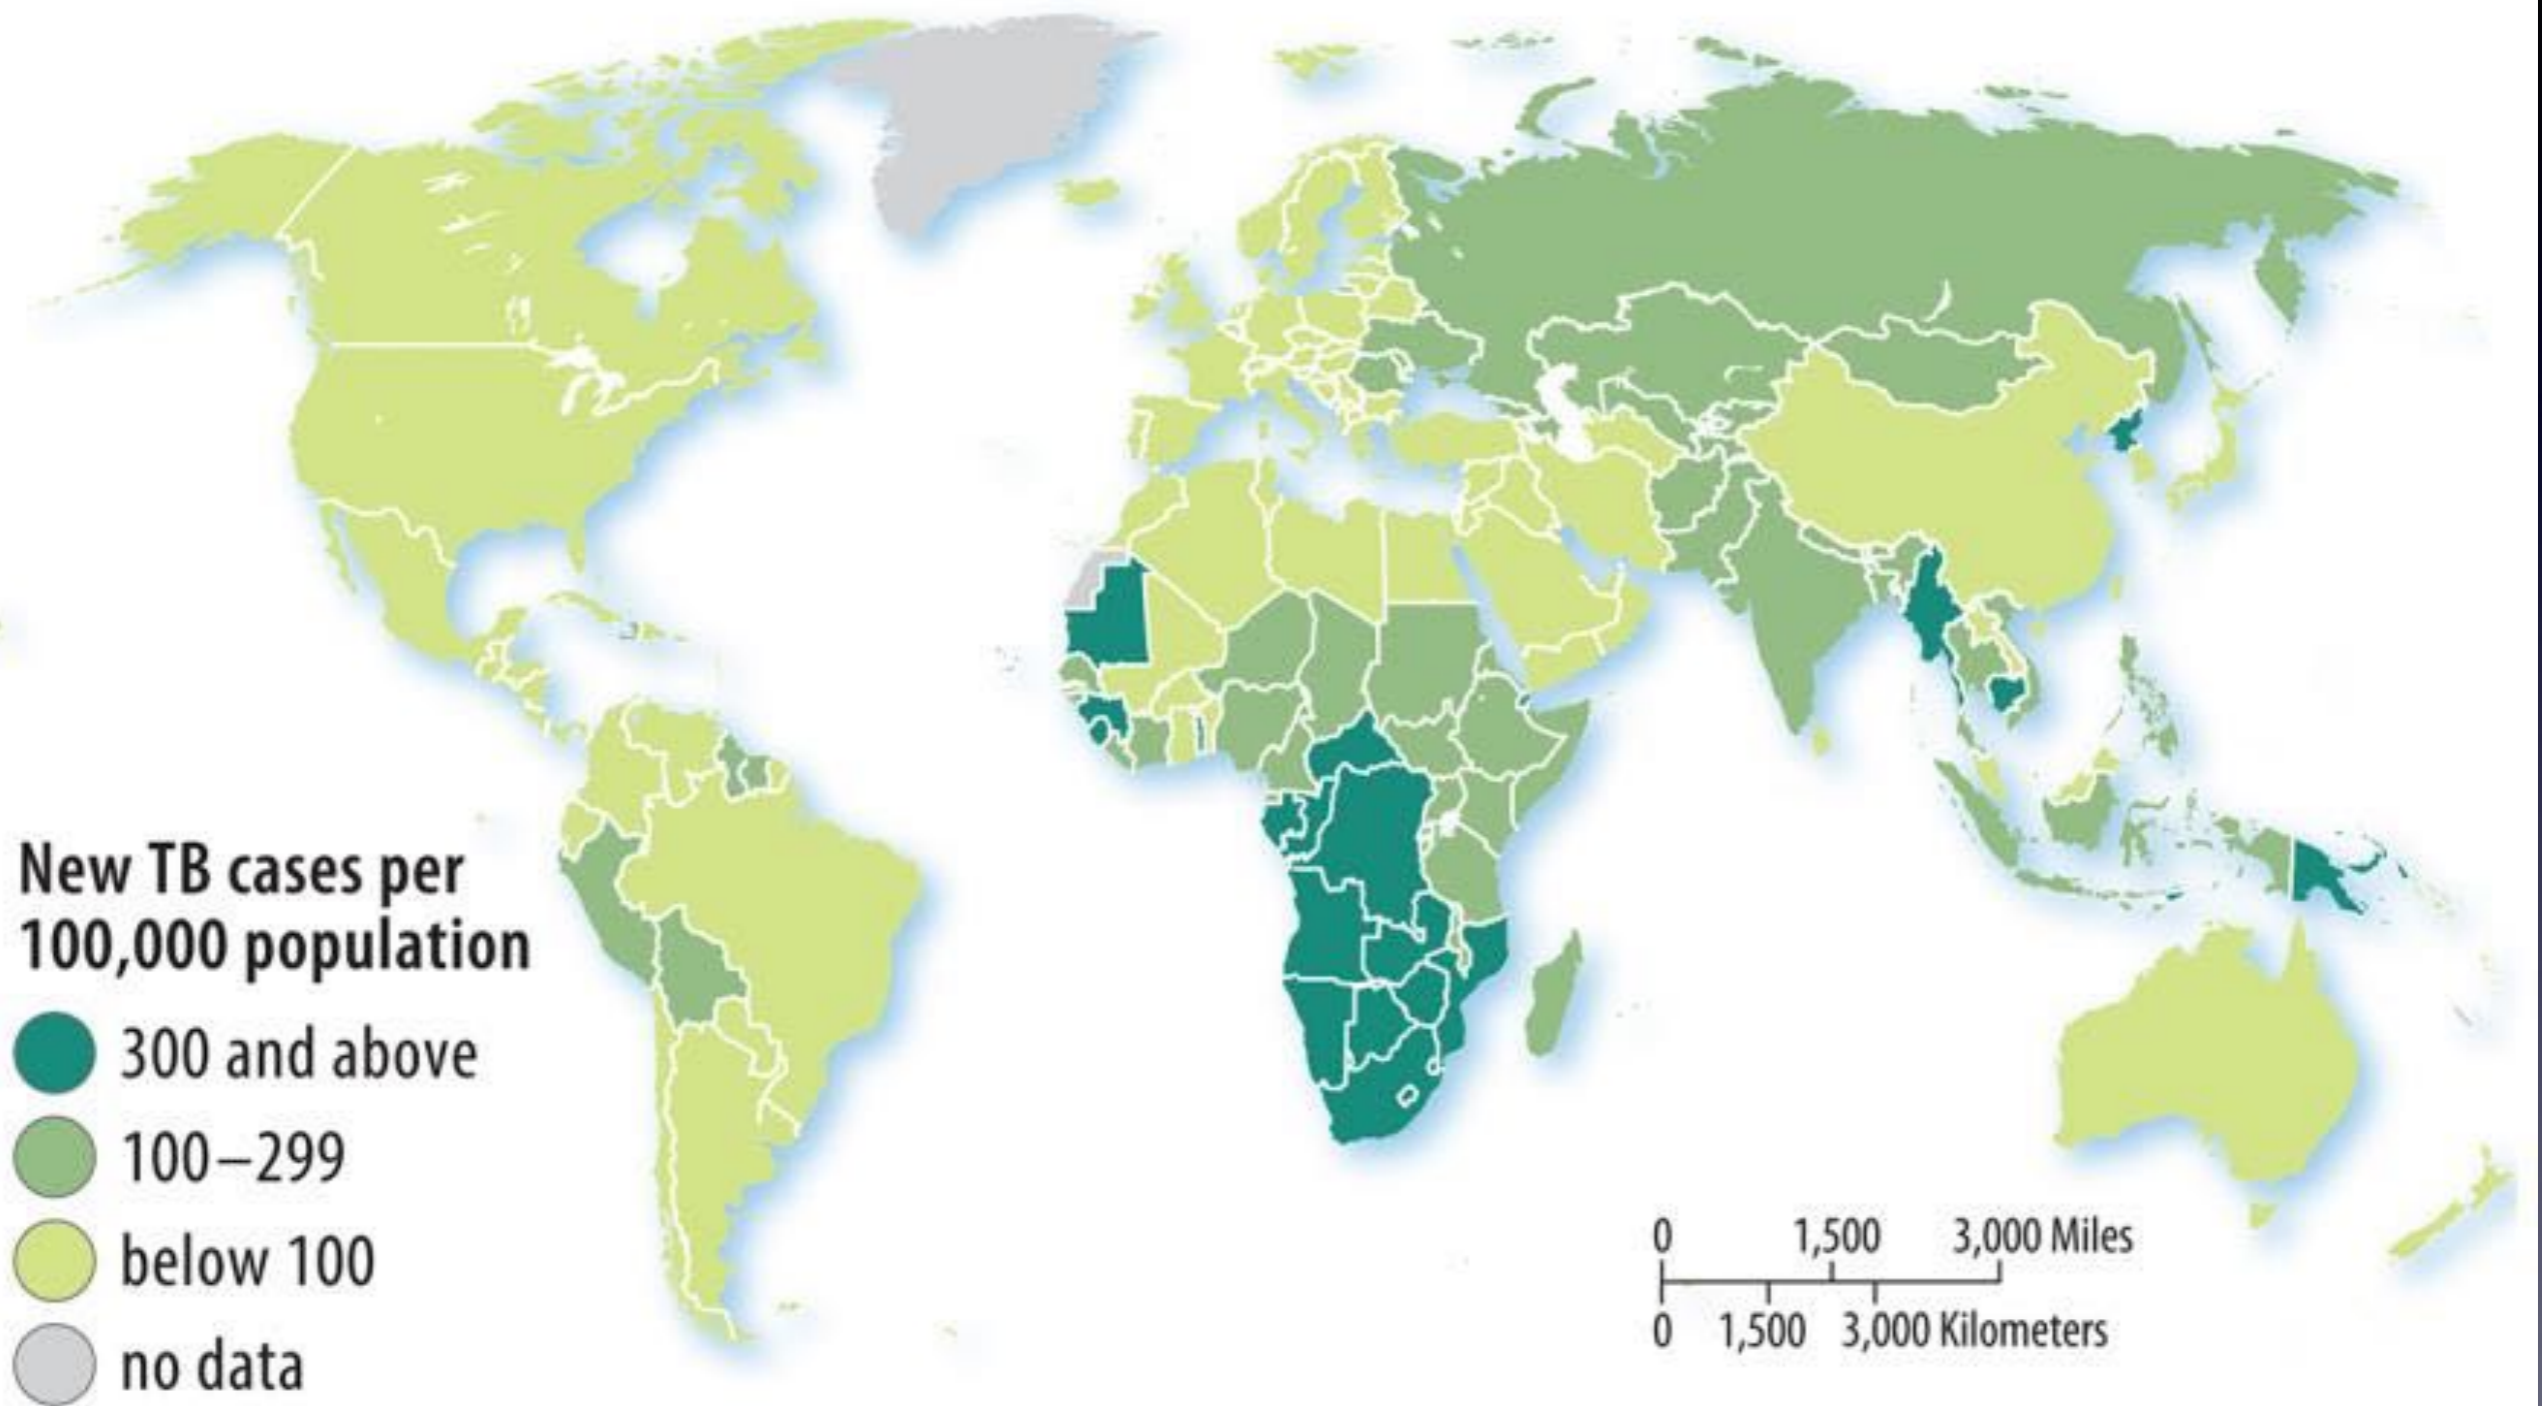 New TB cases per
100,000 population
300 and above
100–299
below 100
no data
0 1,500 3,000 Miles
0 1,500 3,000 Kilometers